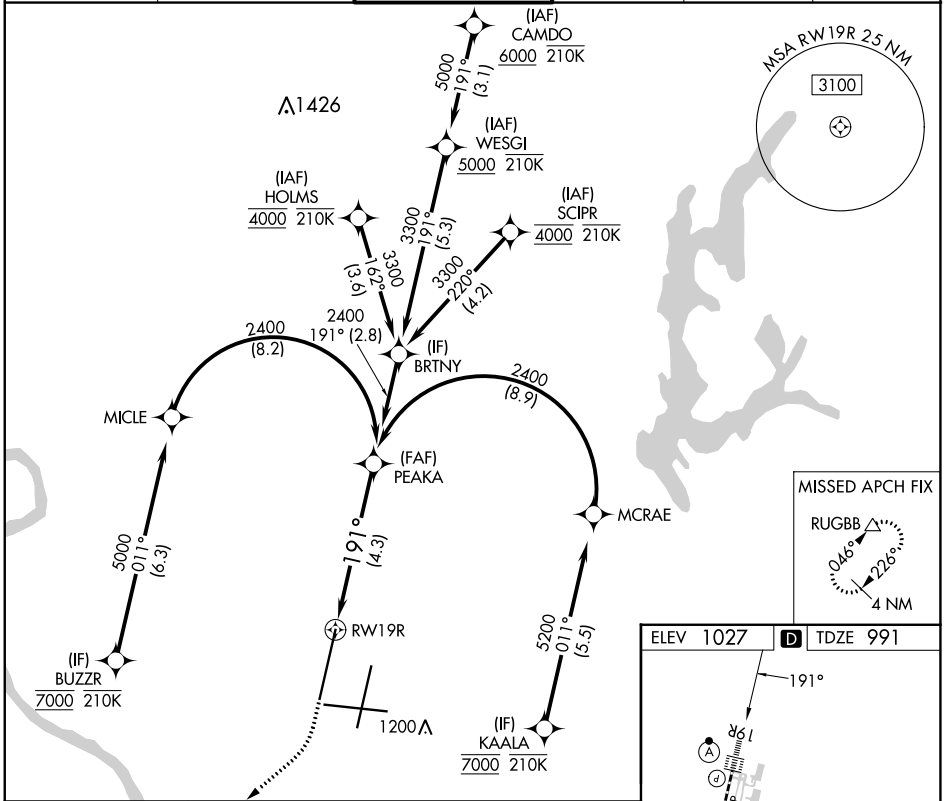 (IAF)
CAMDO
6000 210K
5000
191°
(3.1)
MSA RW19R 25 NM
3100
1426
(IAF)
WESGI
5000 210K
(IAF)
HOLMS
4000 210K
(IAF)
SCIPR
4000 210K
3300
162°
(3.6)
3300
191°
(5.3)
3300
220°
(4.2)
2400
191° (2.8)
(IF)
BRTNY
2400
(8.2)
2400
(8.9)
MICLE
(FAF)
PEAKA
MCRAE
191°
(4.3)
5000
011°
(6.3)
RW19R
5200
011°
(5.5)
(IF)
BUZZR
7000 210K
1200
(IF)
KAALA
7000 210K
MISSED APCH FIX
RUGBB
046°
226°
4 NM
ELEV 1027 D TDZE 991
191°
19R
A
P